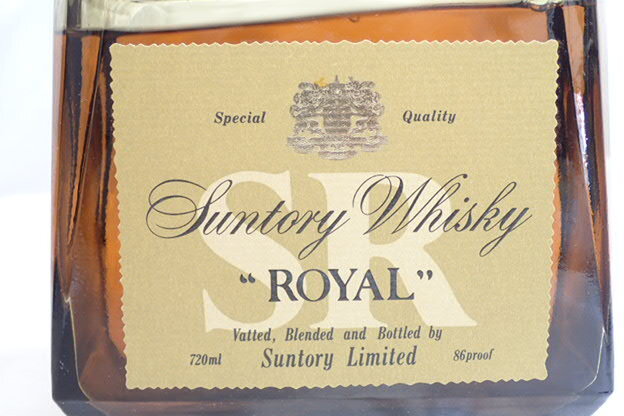 Special Quality
SR
Suntory Whisky
"ROYAL"
Vatted, Blended and Bottled by
720ml Suntory Limited 86proof